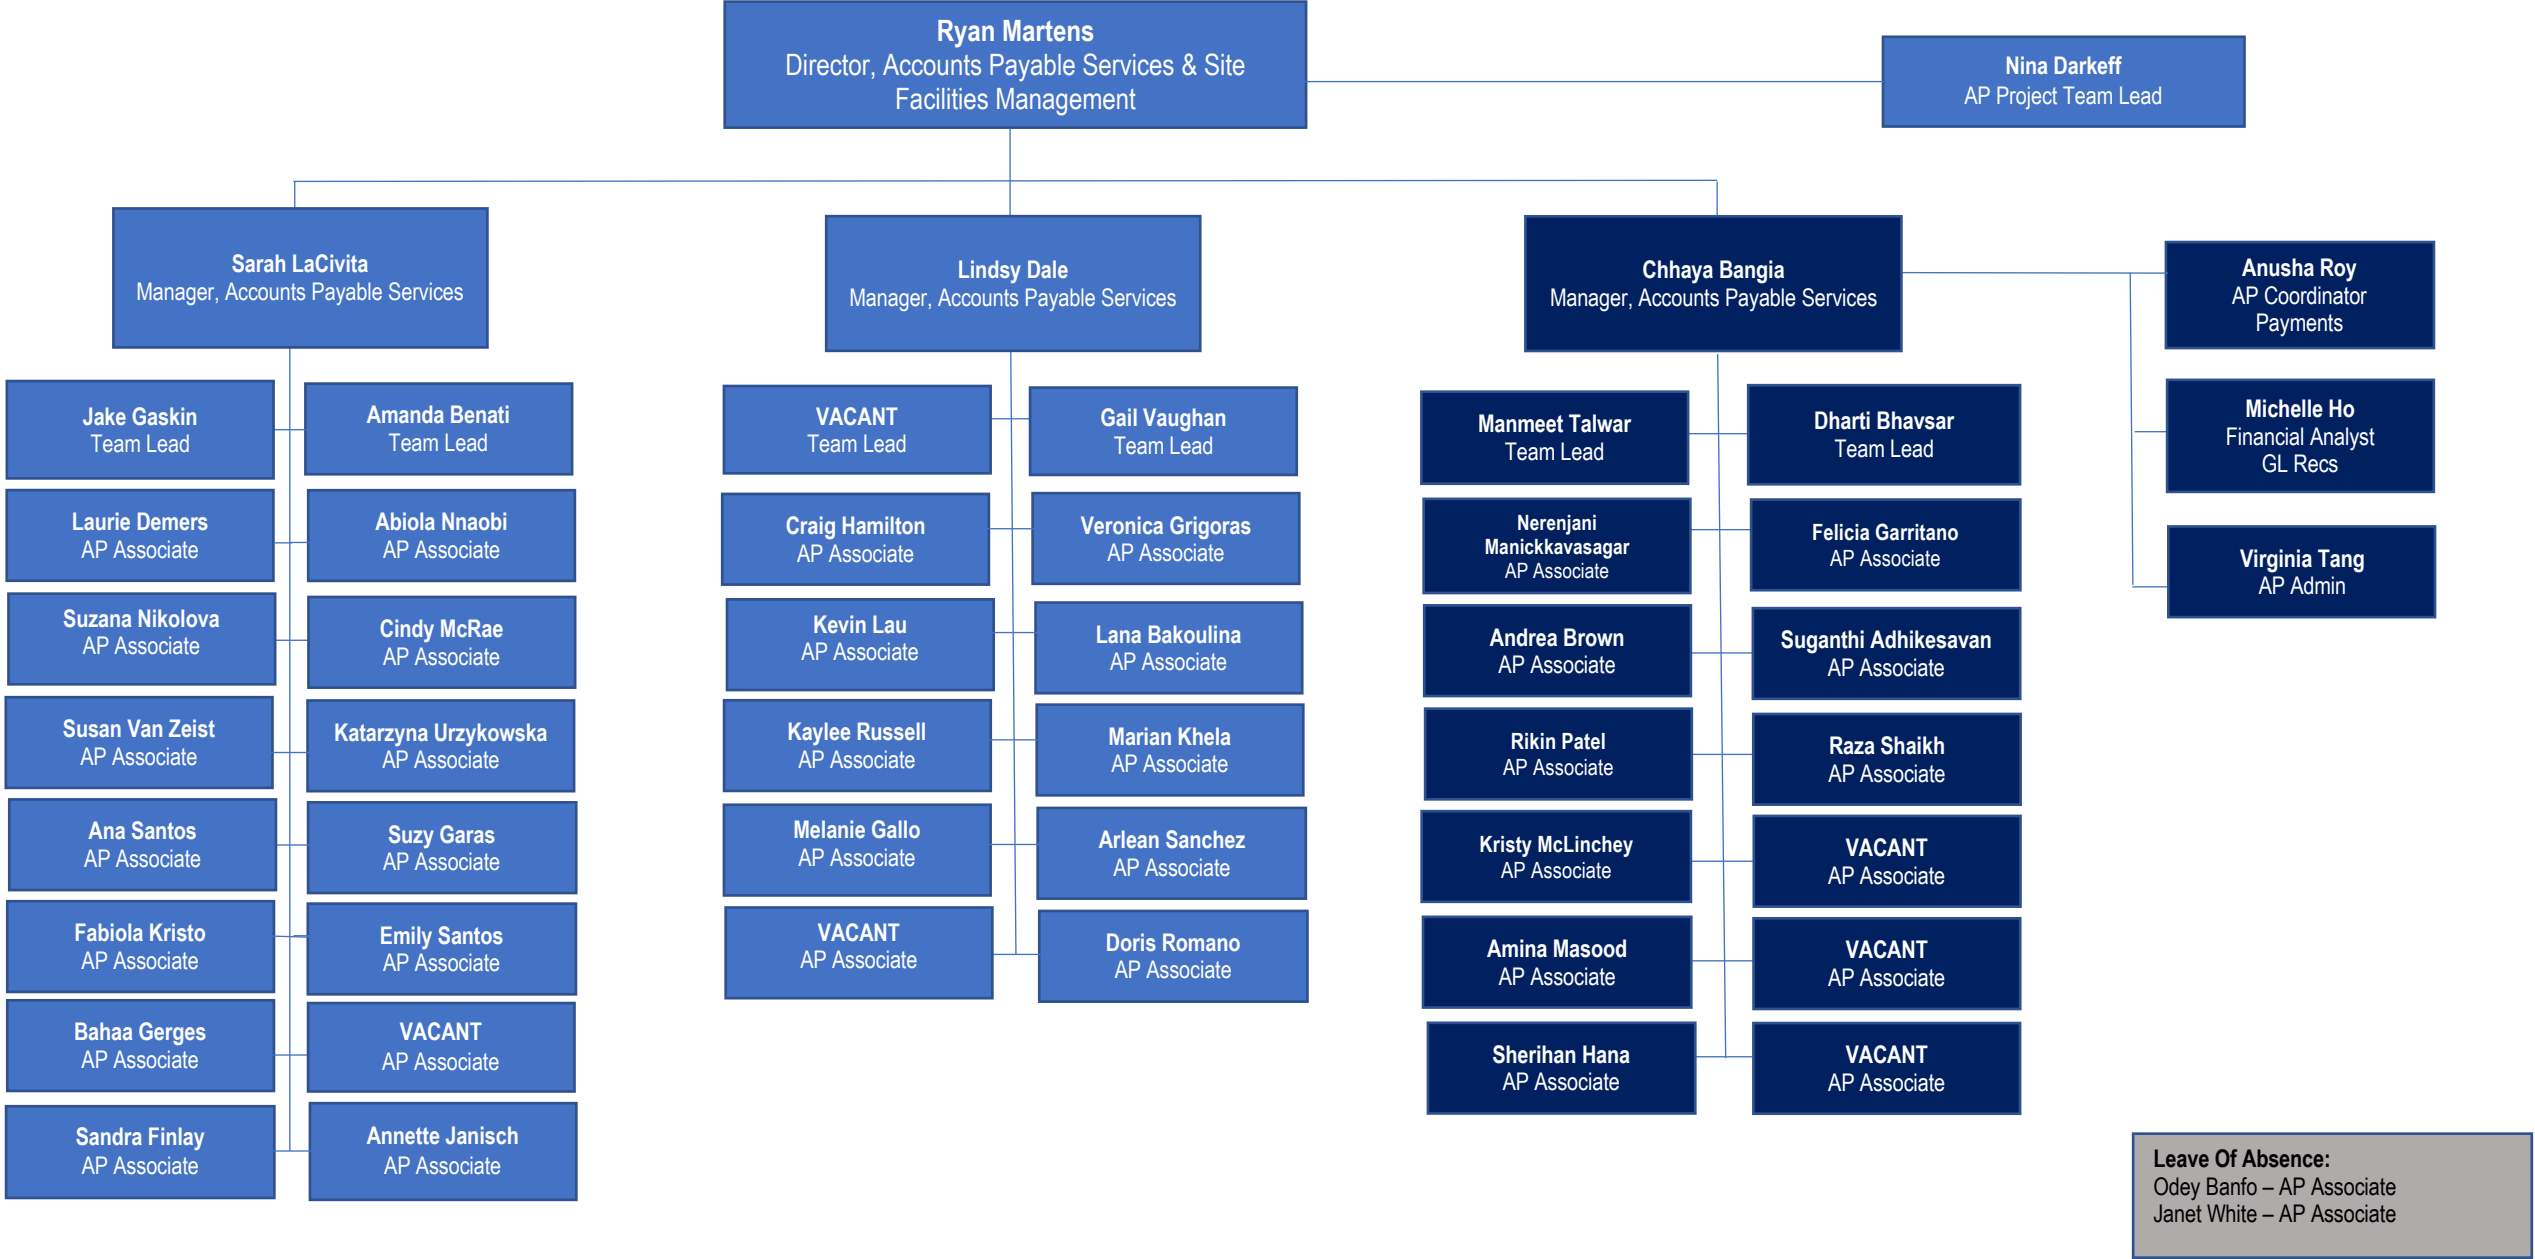 Ryan Martens
Director, Accounts Payable Services & Site
Facilities Management
Nina Darkeff
AP Project Team Lead
Sarah LaCivita
Manager, Accounts Payable Services
Lindsy Dale
Manager, Accounts Payable Services
Chhaya Bangia
Manager, Accounts Payable Services
Anusha Roy
AP Coordinator
Payments
Michelle Ho
Financial Analyst
GL Recs
Virginia Tang
AP Admin
Jake Gaskin
Team Lead
Amanda Benati
Team Lead
Laurie Demers
AP Associate
Abiola Nnaobi
AP Associate
Suzana Nikolova
AP Associate
Cindy McRae
AP Associate
Susan Van Zeist
AP Associate
Katarzyna Urzykowska
AP Associate
Ana Santos
AP Associate
Suzy Garas
AP Associate
Fabiola Kristo
AP Associate
Emily Santos
AP Associate
Bahaa Gerges
AP Associate
VACANT
AP Associate
Sandra Finlay
AP Associate
Annette Janisch
AP Associate
VACANT
Team Lead
Gail Vaughan
Team Lead
Craig Hamilton
AP Associate
Veronica Grigoras
AP Associate
Kevin Lau
AP Associate
Lana Bakoulina
AP Associate
Kaylee Russell
AP Associate
Marian Khela
AP Associate
Melanie Gallo
AP Associate
Arlean Sanchez
AP Associate
VACANT
AP Associate
Doris Romano
AP Associate
Manmeet Talwar
Team Lead
Dharti Bhavsar
Team Lead
Nerenjani
Manickkavasagar
AP Associate
Felicia Garritano
AP Associate
Andrea Brown
AP Associate
Suganthi Adhikesavan
AP Associate
Rikin Patel
AP Associate
Raza Shaikh
AP Associate
Kristy McLinchey
AP Associate
VACANT
AP Associate
Amina Masood
AP Associate
VACANT
AP Associate
Sherihan Hana
AP Associate
VACANT
AP Associate
Leave Of Absence:
Odey Banfo – AP Associate
Janet White – AP Associate